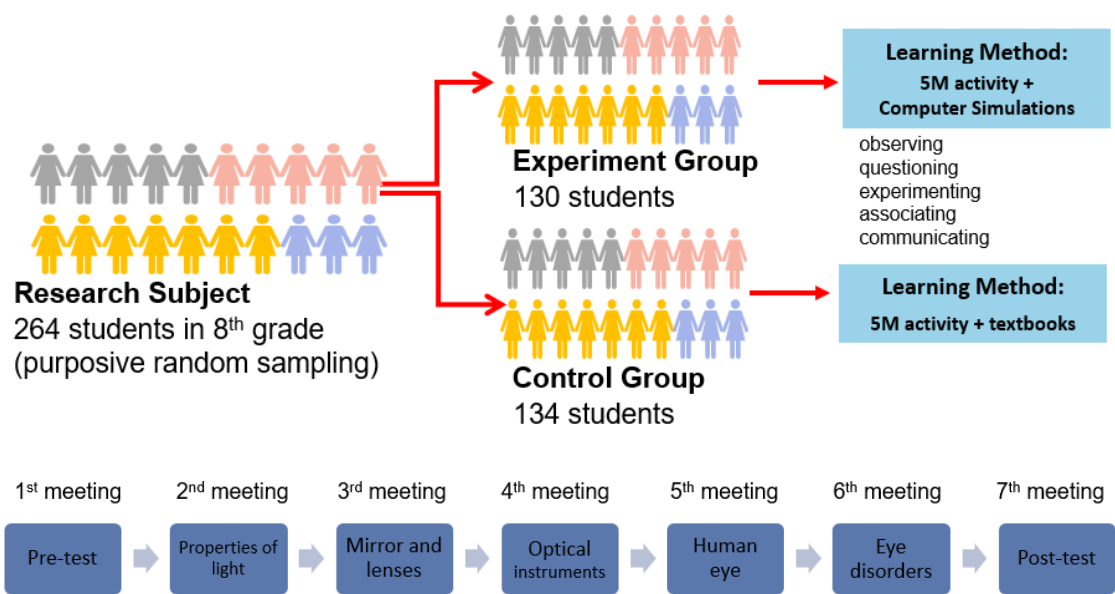 Research Subject
264 students in 8th grade
(purposive random sampling)
Experiment Group
130 students
Control Group
134 students
Learning Method:
5M activity +
Computer Simulations
observing
questioning
experimenting
associating
communicating
Learning Method:
5M activity + textbooks
1st meeting
2nd meeting
3rd meeting
4th meeting
5th meeting
6th meeting
7th meeting
Pre-test
Properties of
light
Mirror and
lenses
Optical
instruments
Human
eye
Eye
disorders
Post-test